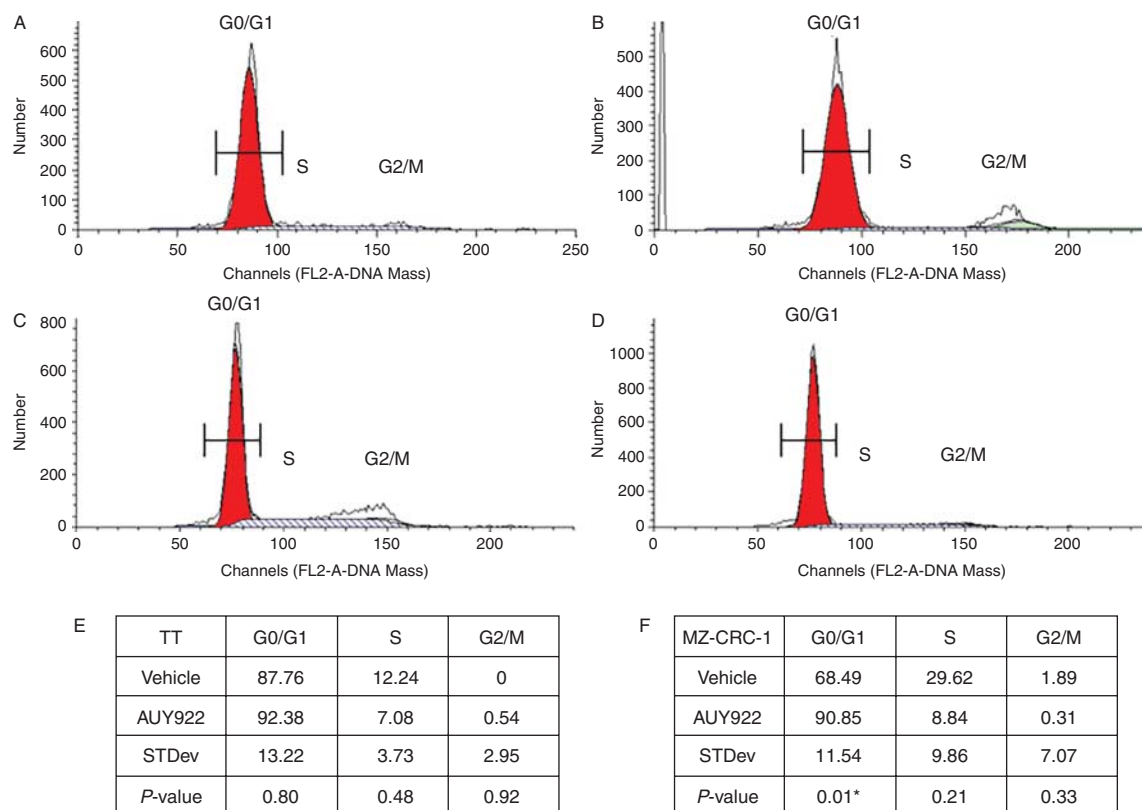 A
G0/G1
600
500
400
300
200
100
0
Number
S
G2/M
0 50 100 150 200 250
Channels (FL2-A-DNA Mass)
B
G0/G1
600
500
400
300
200
100
0
Number
S
G2/M
0 50 100 150 200
Channels (FL2-A-DNA Mass)
C
G0/G1
800
600
400
200
0
Number
S
G2/M
0 50 100 150 200
Channels (FL2-A-DNA Mass)
D
G0/G1
1000
800
600
400
200
0
Number
S
G2/M
0 50 100 150 200
Channels (FL2-A-DNA Mass)
E
TT G0/G1 S G2/M
Vehicle 87.76 12.24 0
AUY922 92.38 7.08 0.54
STDev 13.22 3.73 2.95
P-value 0.80 0.48 0.92
F
MZ-CRC-1 G0/G1 S G2/M
Vehicle 68.49 29.62 1.89
AUY922 90.85 8.84 0.31
STDev 11.54 9.86 7.07
P-value 0.01* 0.21 0.33